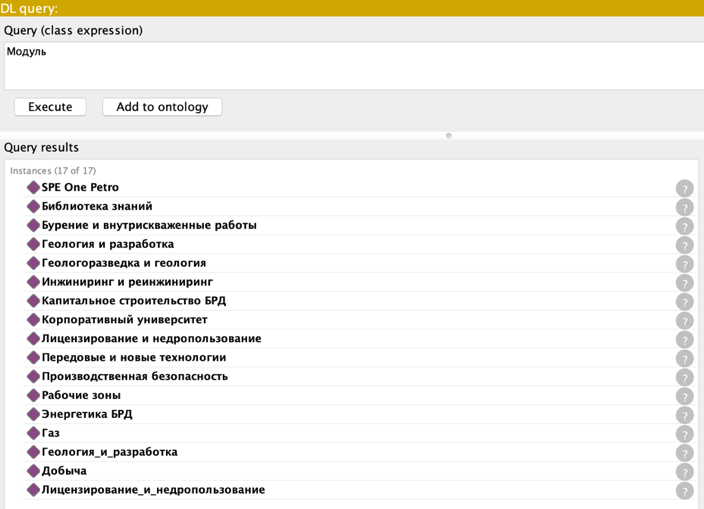 DL query:
Query (class expression)
Модуль
Execute
Add to ontology
Query results
Instances (17 of 17)
SPE One Petro ?
Библиотека знаний ?
Бурение и внутрискваженные работы ?
Геология и разработка ?
Геологоразведка и геология ?
Инжиниринг и реинжиниринг ?
Капитальное строительство БРД ?
Корпоративный университет ?
Лицензирование и недропользование ?
Передовые и новые технологии ?
Производственная безопасность ?
Рабочие зоны ?
Энергетика БРД ?
Газ ?
Геология_и_разработка ?
Добыча ?
Лицензирование_и_недропользование ?